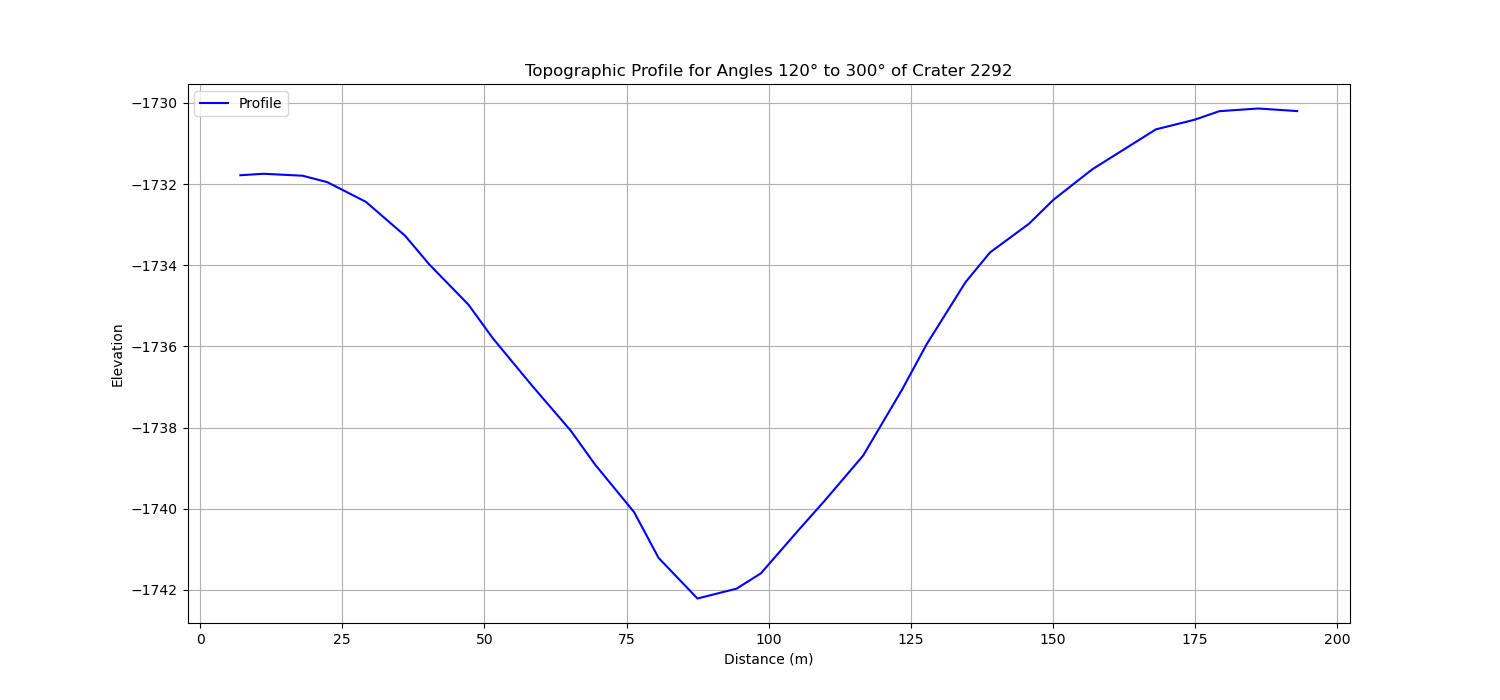 Topographic Profile for Angles 120° to 300° of Crater 2292
Profile
−1730
−1732
−1734
−1736
−1738
−1740
−1742
Elevation
0 25 50 75 100 125 150 175 200
Distance (m)